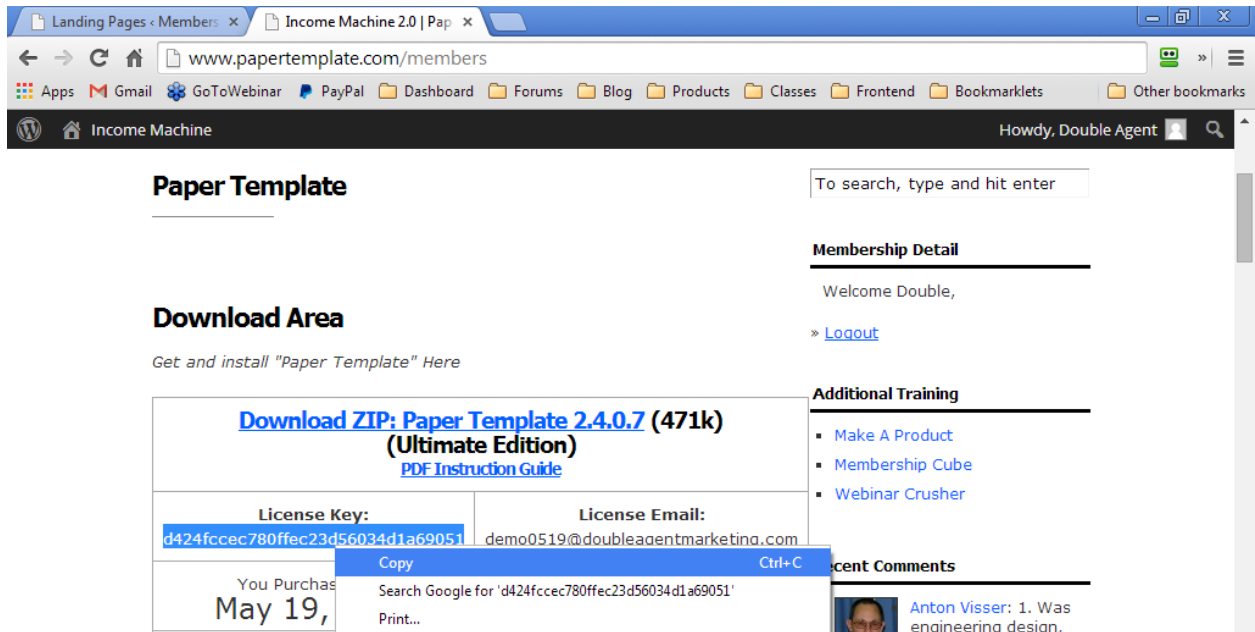 Landing Pages ‹ Members
Income Machine 2.0 | Pap
www.papertemplate.com/members
Apps Gmail GoToWebinar PayPal Dashboard Forums Blog Products Classes Frontend Bookmarklets Other bookmarks
Income Machine Howdy, Double Agent
Paper Template
Download Area
Get and install "Paper Template" Here
Download ZIP: Paper Template 2.4.0.7 (471k)
(Ultimate Edition)
PDF Instruction Guide
License Key:
d424fccec780ffec23d56034d1a69051
License Email:
demo0519@doubleagentmarketing.com
You Purchas
May 19,
Copy Ctrl+C
Search Google for 'd424fccec780ffec23d56034d1a69051'
Print...
To search, type and hit enter
Membership Detail
Welcome Double,
» Logout
Additional Training
Make A Product
Membership Cube
Webinar Crusher
ecent Comments
Anton Visser: 1. Was
engineering design.